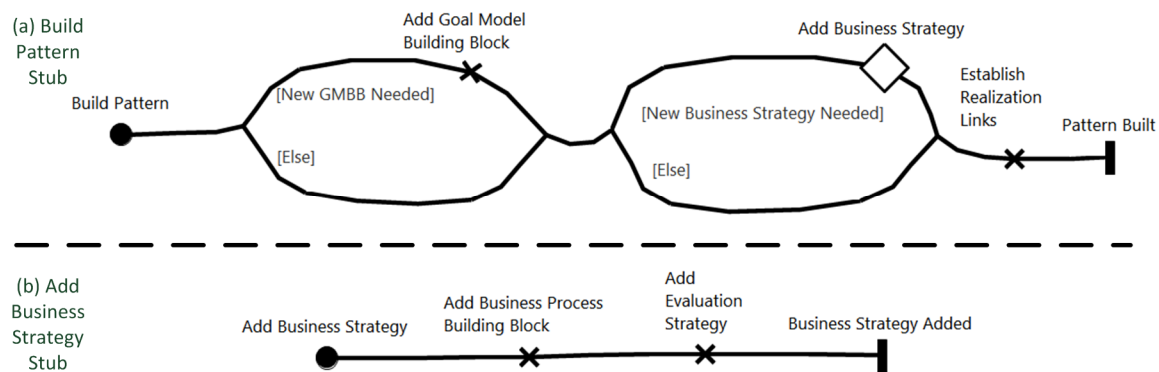 (a) Build
Pattern
Stub
Build Pattern
Add Goal Model
Building Block
[New GMBB Needed]
[Else]
Add Business Strategy
[New Business Strategy Needed]
[Else]
Establish
Realization
Links
Pattern Built
(b) Add
Business
Strategy
Stub
Add Business Strategy
Add Business Process
Building Block
Add
Evaluation
Strategy
Business Strategy Added